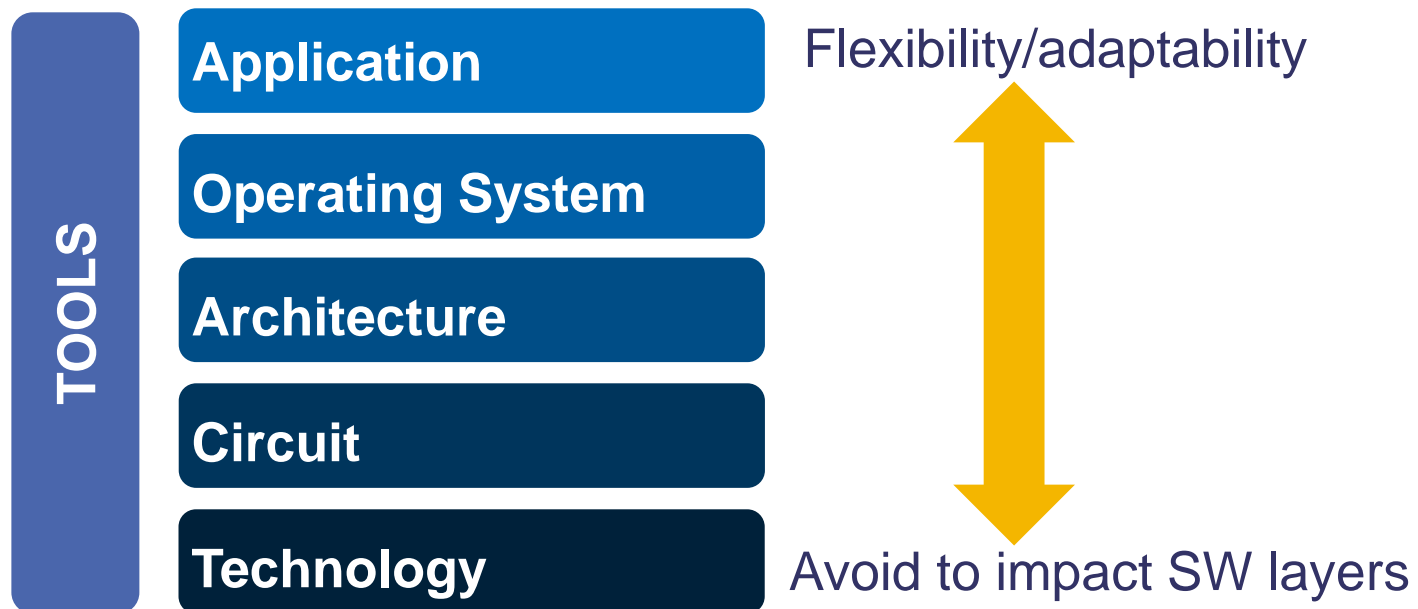 TOOLS
Application
Flexibility/adaptability
Operating System
Architecture
Circuit
Technology
Avoid to impact SW layers